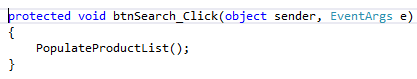 protected void btnSearch_Click(object sender, EventArgs e)
{
    PopulateProductList();
}